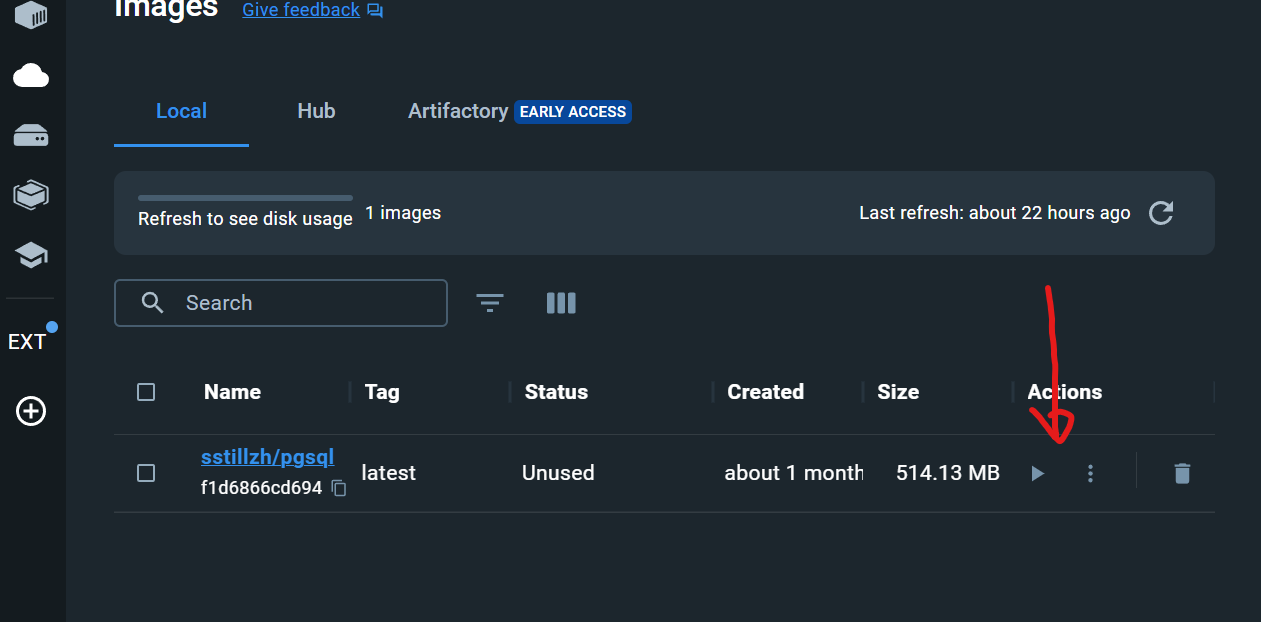 Images Give feedback
Local Hub Artifactory EARLY ACCESS
Refresh to see disk usage 1 images Last refresh: about 22 hours ago
Search
EXT
Name Tag Status Created Size Actions
sstillzh/pgsql
f1d6866cd694 latest Unused about 1 month 514.13 MB